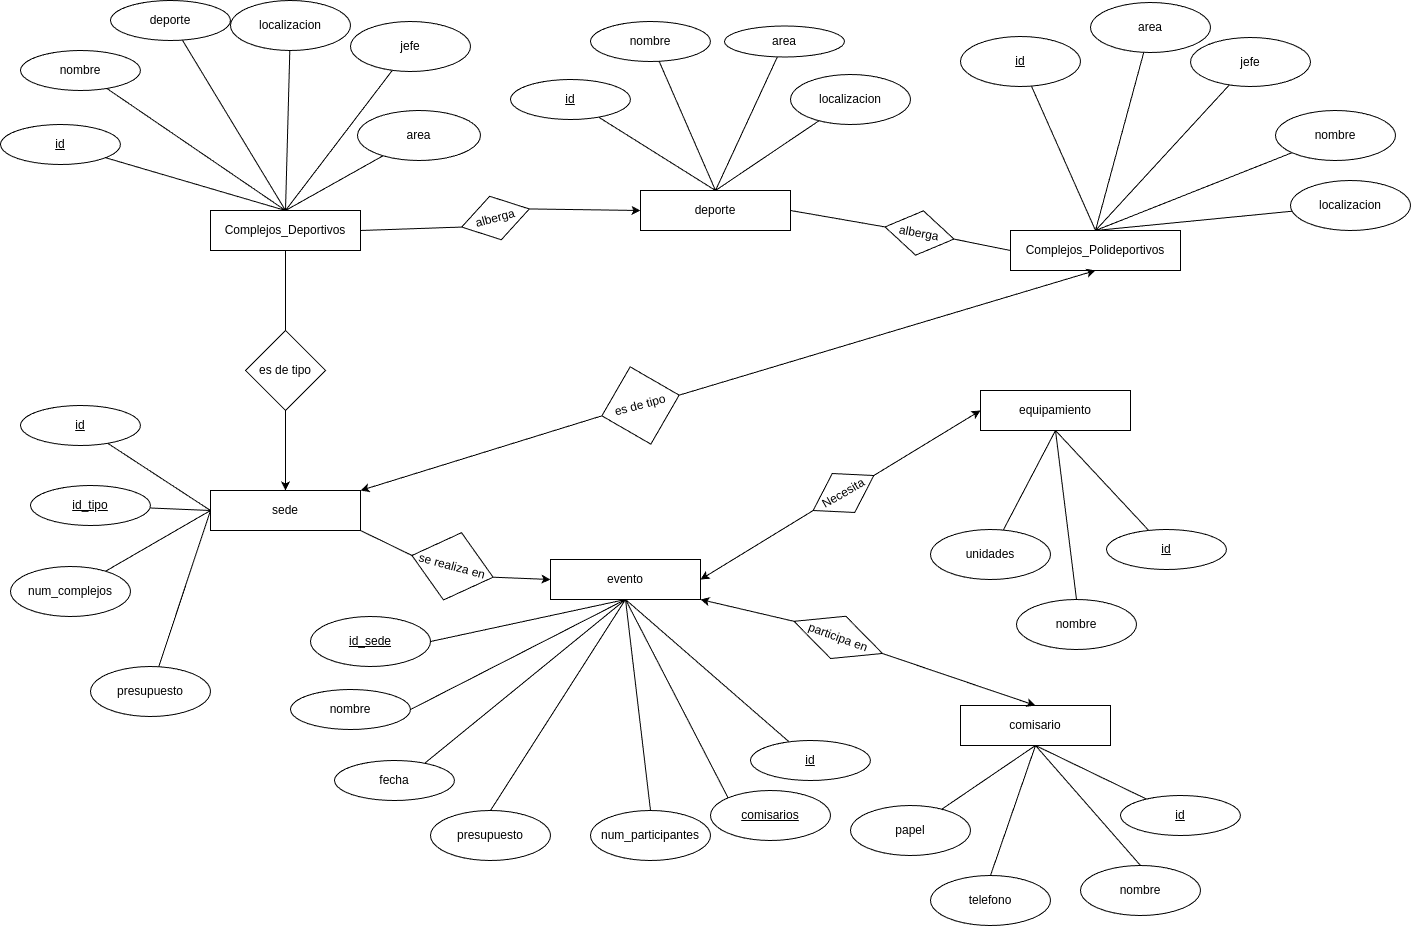 deporte
localizacion
jefe
nombre
area
id
nombre
area
id
localizacion
area
id
jefe
nombre
localizacion
alberga
deporte
alberga
Complejos_Deportivos
Complejos_Polideportivos
es de tipo
es de tipo
equipamiento
id
id_tipo
sede
num_complejos
presupuesto
Necesita
se realiza en
evento
unidades
id
nombre
participa en
id_sede
nombre
fecha
presupuesto
num_participantes
comisarios
id
comisario
papel
id
telefono
nombre